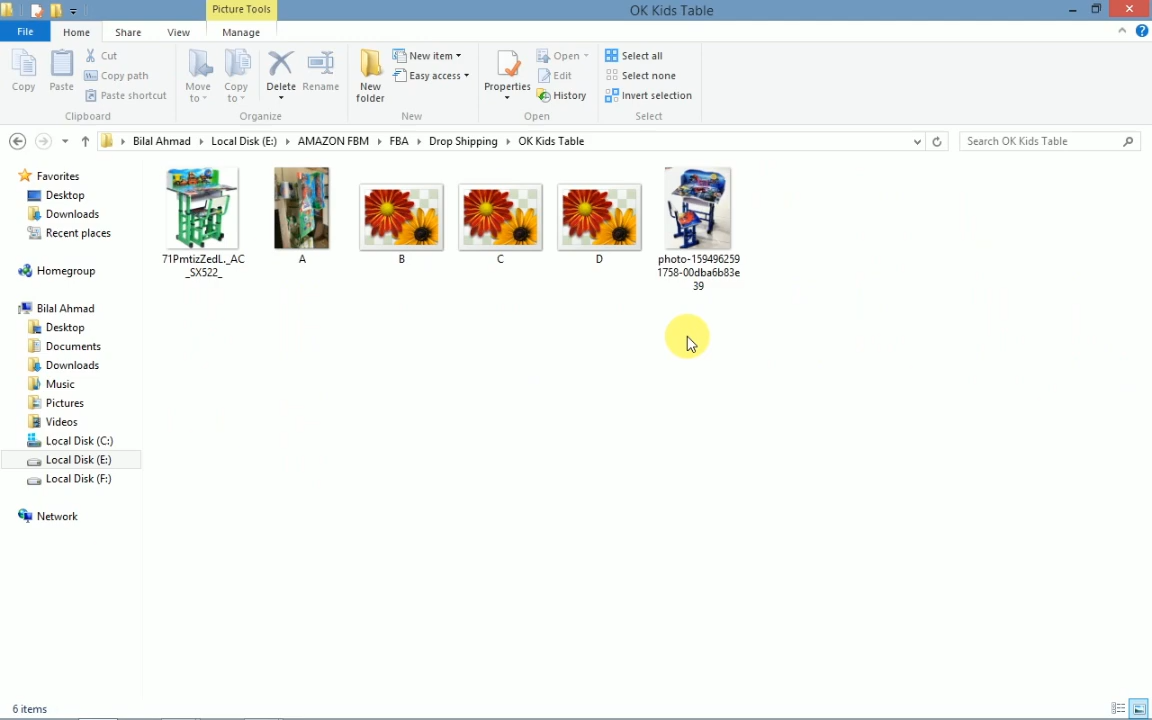 Picture Tools
OK Kids Table
File
Home
Share
View
Manage
Copy
Paste
Cut
Copy path
Paste shortcut
Clipboard
Move to
Copy to
Delete
Rename
Organize
New folder
New item
Easy access
New
Properties
Open
Edit
History
Open
Select all
Select none
Invert selection
Select
Bilal Ahmad
Local Disk (E:)
AMAZON FBM
FBA
Drop Shipping
OK Kids Table
Search OK Kids Table
Favorites
Desktop
Downloads
Recent places
Homegroup
Bilal Ahmad
Desktop
Documents
Downloads
Music
Pictures
Videos
Local Disk (C:)
Local Disk (E:)
Local Disk (F:)
Network
71PmtizZedL._AC
_SX522_
A
B
C
D
photo-159496259
1758-00dba6b83e
39
6 items